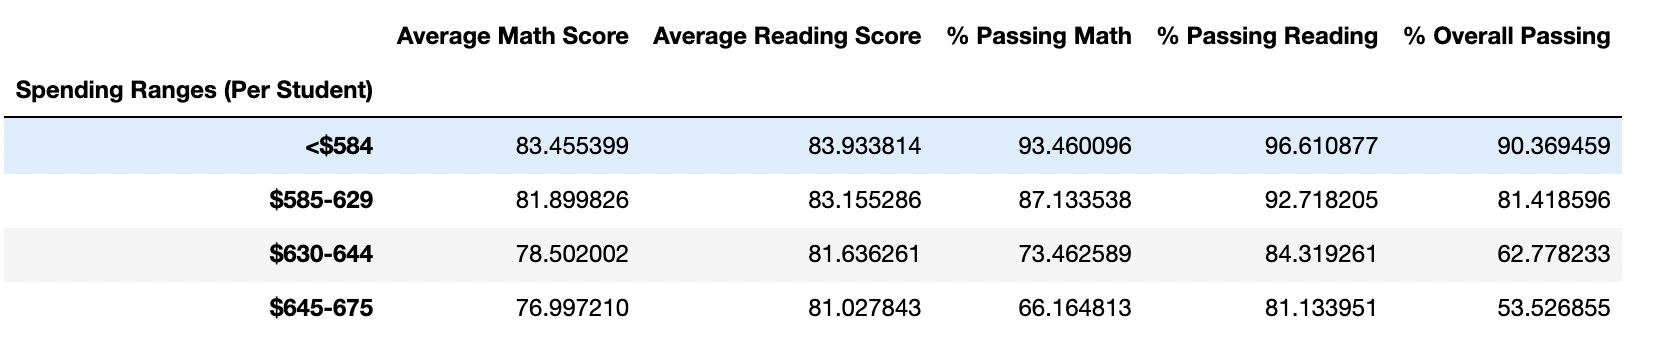 Average Math Score Average Reading Score % Passing Math % Passing Reading % Overall Passing
Spending Ranges (Per Student)
<$584 83.455399 83.933814 93.460096 96.610877 90.369459
$585-629 81.899826 83.155286 87.133538 92.718205 81.418596
$630-644 78.502002 81.636261 73.462589 84.319261 62.778233
$645-675 76.997210 81.027843 66.164813 81.133951 53.526855